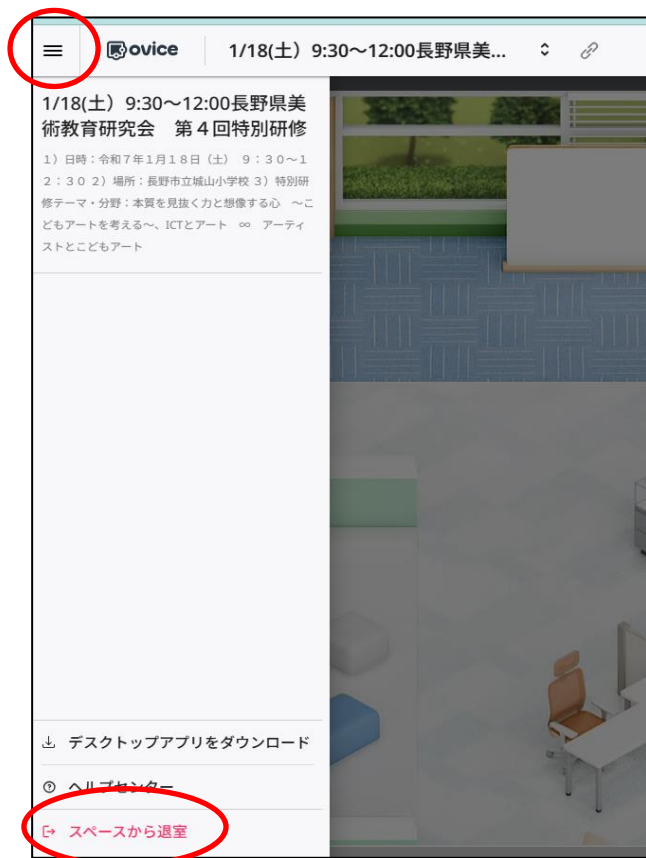 ovice
1/18(土）9:30～12:00長野県美...
1/18(土）9:30～12:00長野県美
術教育研究会　第４回特別研修
1）日時：令和７年１月１８日（土）　９：３０～１
２：３０ 2）場所：長野市立城山小学校 3）特別研
修テーマ・分野：本質を見抜く力と想像する心　～こ
どもアートを考える～、ICTとアート　∞　アーティ
ストとこどもアート
デスクトップアプリをダウンロード
ヘルプセンター
スペースから退室